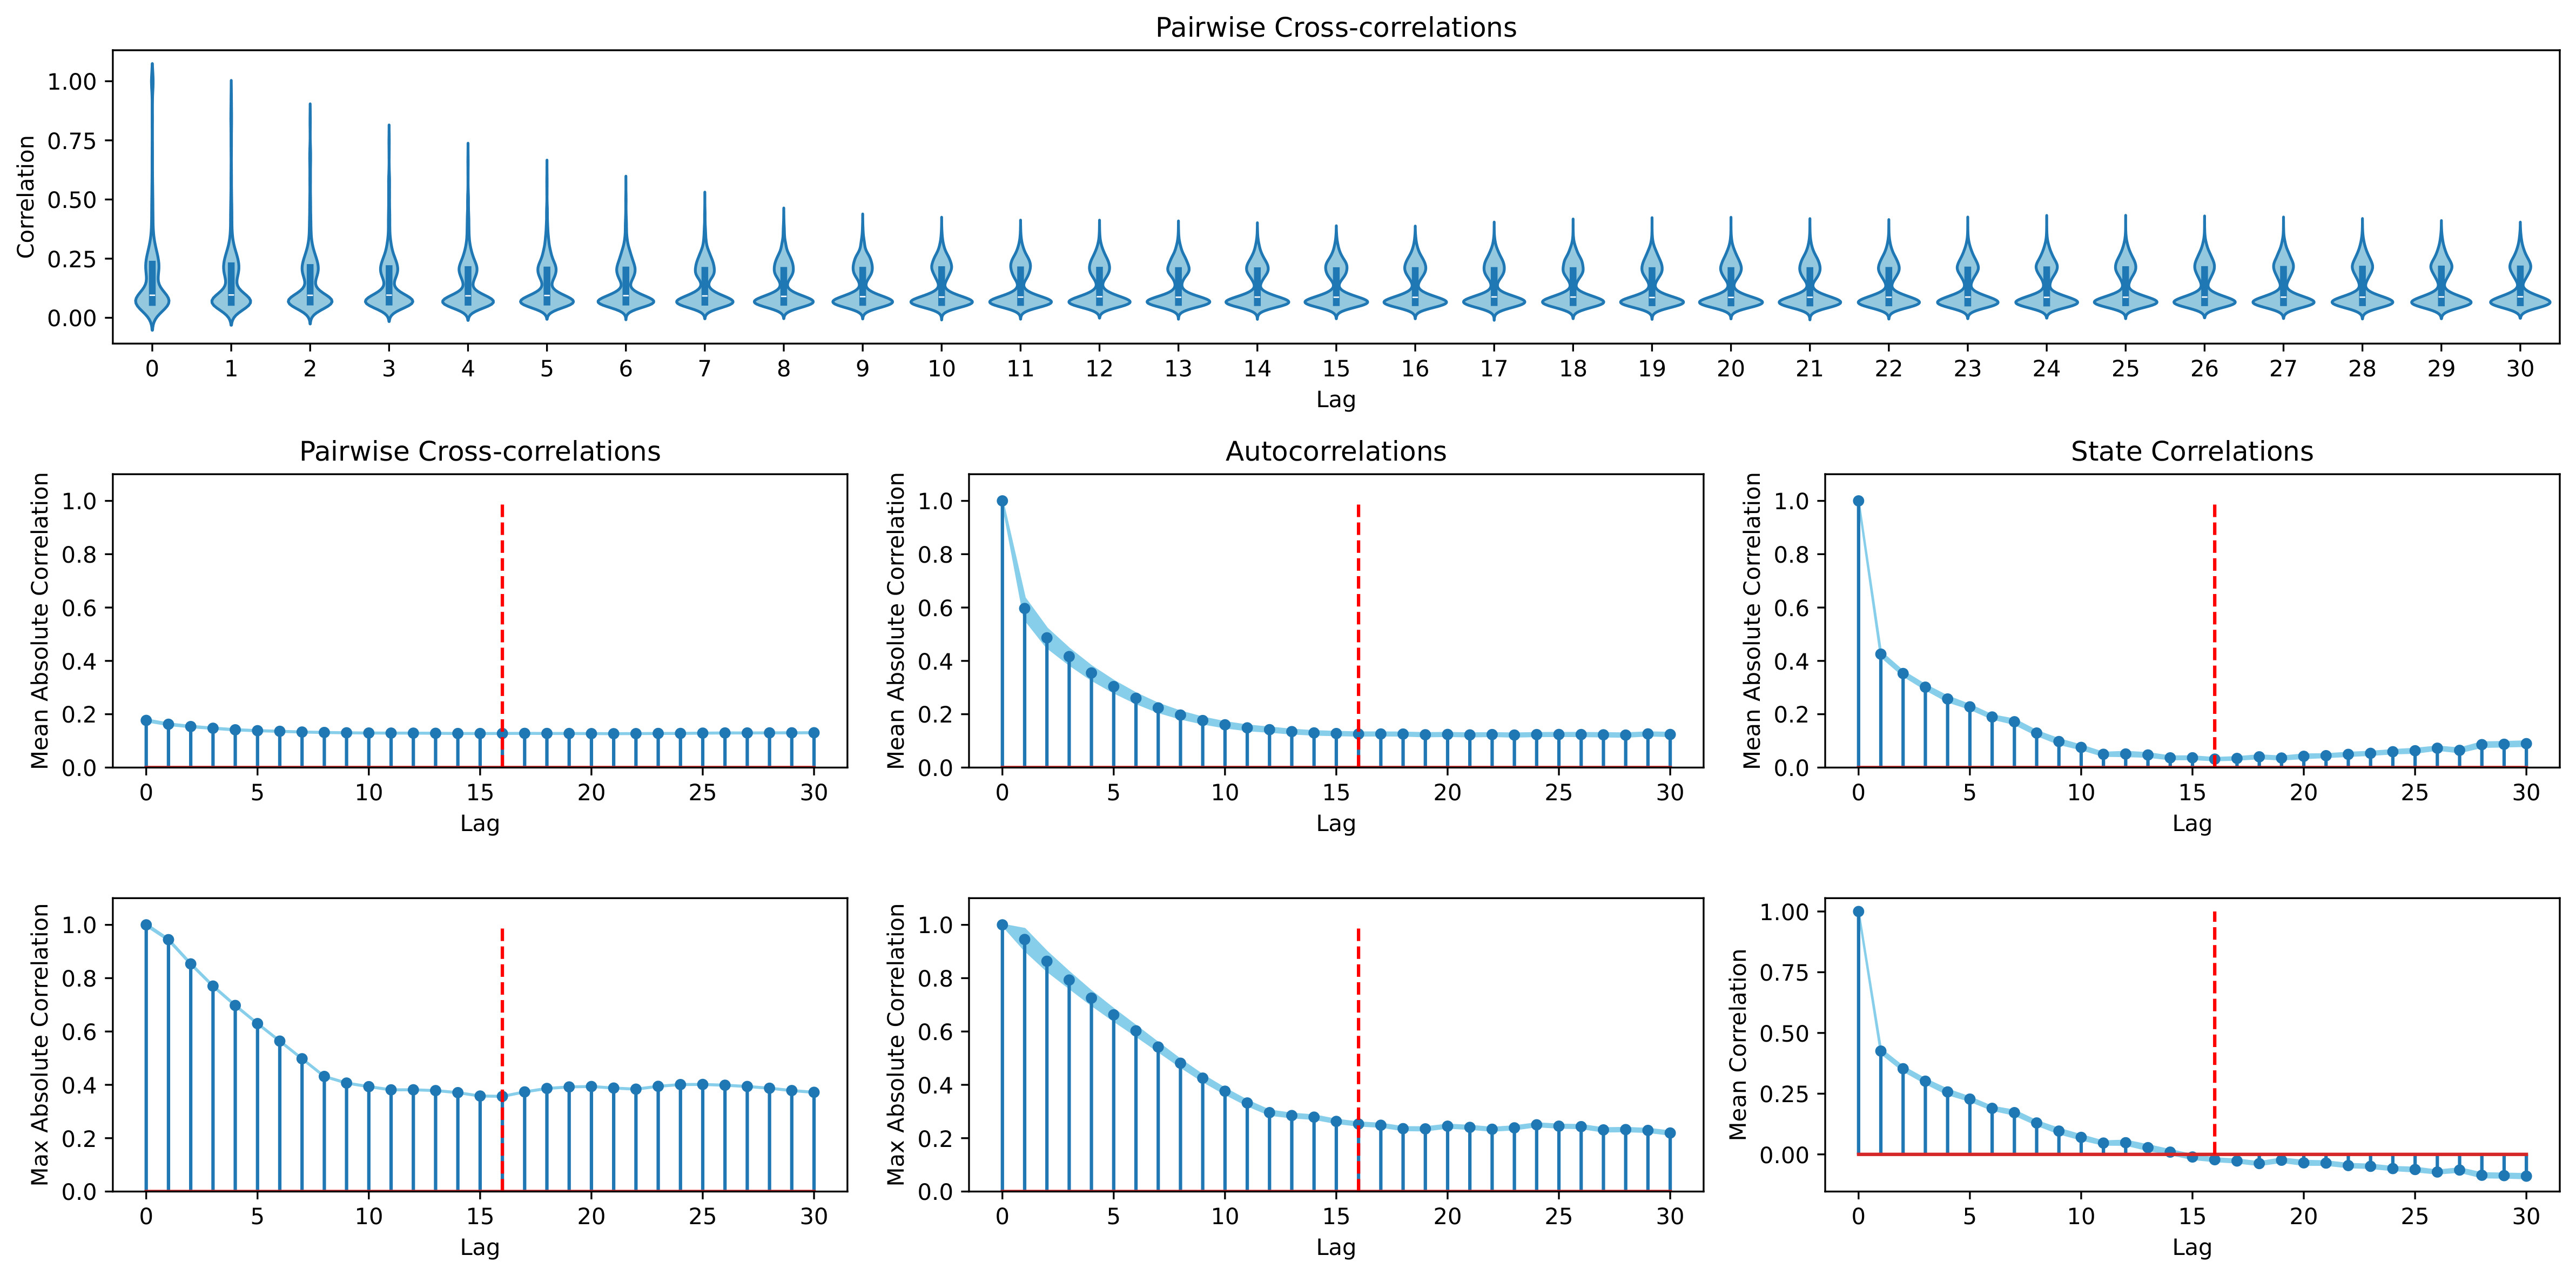 Pairwise Cross-correlations
1.00
0.75
0.50
0.25
0.00
Correlation
0 1 2 3 4 5 6 7 8 9 10 11 12 13 14 15 16 17 18 19 20 21 22 23 24 25 26 27 28 29 30
Lag
Pairwise Cross-correlations
Mean Absolute Correlation
1.0
0.8
0.6
0.4
0.2
0.0
0 5 10 15 20 25 30
Lag
Autocorrelations
Mean Absolute Correlation
1.0
0.8
0.6
0.4
0.2
0.0
0 5 10 15 20 25 30
Lag
State Correlations
Mean Absolute Correlation
1.0
0.8
0.6
0.4
0.2
0.0
0 5 10 15 20 25 30
Lag
Max Absolute Correlation
1.0
0.8
0.6
0.4
0.2
0.0
0 5 10 15 20 25 30
Lag
Max Absolute Correlation
1.0
0.8
0.6
0.4
0.2
0.0
0 5 10 15 20 25 30
Lag
Mean Correlation
1.00
0.75
0.50
0.25
0.00
0 5 10 15 20 25 30
Lag